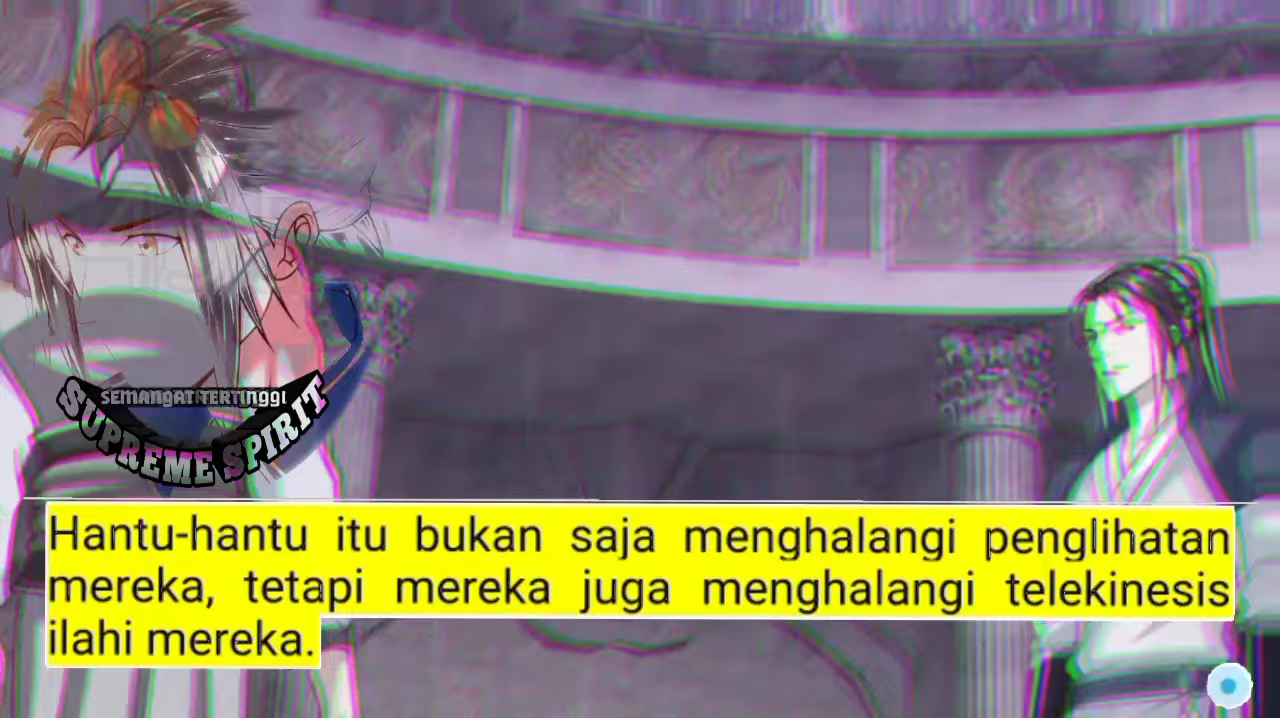 SEMANGAT TERTINGGI
SUPREME SPIRIT
Hantu-hantu itu bukan saja menghalangi penglihatan
mereka, tetapi mereka juga menghalangi telekinesis
ilahi mereka.